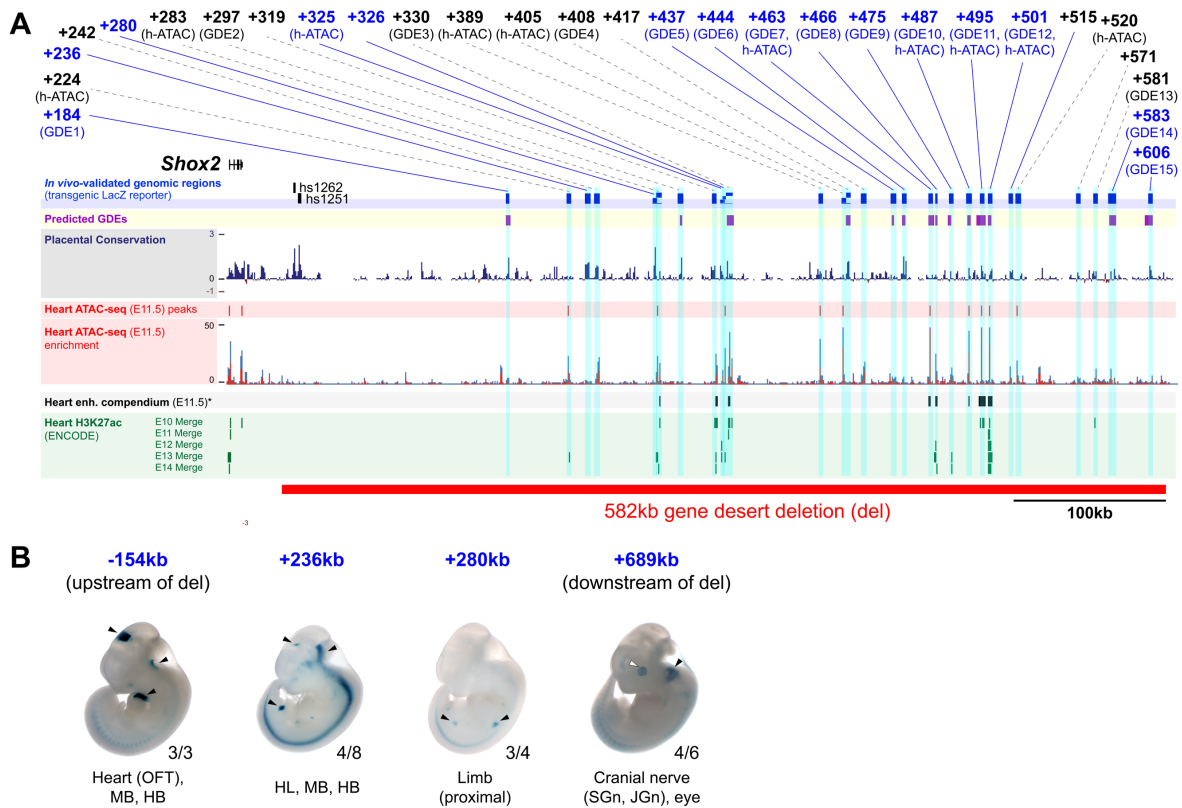 A
+242
+280
+283
(h-ATAC)
+297
(GDE2)
+319
+325
(h-ATAC)
+326
+330
(GDE3)
+389
(h-ATAC)
+405
(h-ATAC)
+408
(GDE4)
+417
+437
(GDE5)
+444
(GDE6)
+463
(GDE7,
h-ATAC)
+466
(GDE8)
+475
(GDE9)
+487
(GDE10,
h-ATAC)
+495
(GDE11,
h-ATAC)
+501
(GDE12,
h-ATAC)
+515
+520
(h-ATAC)
+236
+571
+224
(h-ATAC)
+581
(GDE13)
+184
(GDE1)
+583
(GDE14)
+606
(GDE15)
Shox2
In vivo-validated genomic regions
(transgenic LacZ reporter)
hs1262
hs1251
Predicted GDEs
Placental Conservation
3
0
-1
Heart ATAC-seq (E11.5) peaks
Heart ATAC-seq (E11.5)
enrichment
50
0
Heart enh. compendium (E11.5)*
Heart H3K27ac
(ENCODE)
E10 Merge
E11 Merge
E12 Merge
E13 Merge
E14 Merge
582kb gene desert deletion (del)
100kb
-3
B
-154kb
(upstream of del)
+236kb
+280kb
+689kb
(downstream of del)
3/3
4/8
3/4
4/6
Heart (OFT),
MB, HB
HL, MB, HB
Limb
(proximal)
Cranial nerve
(SGn, JGn), eye